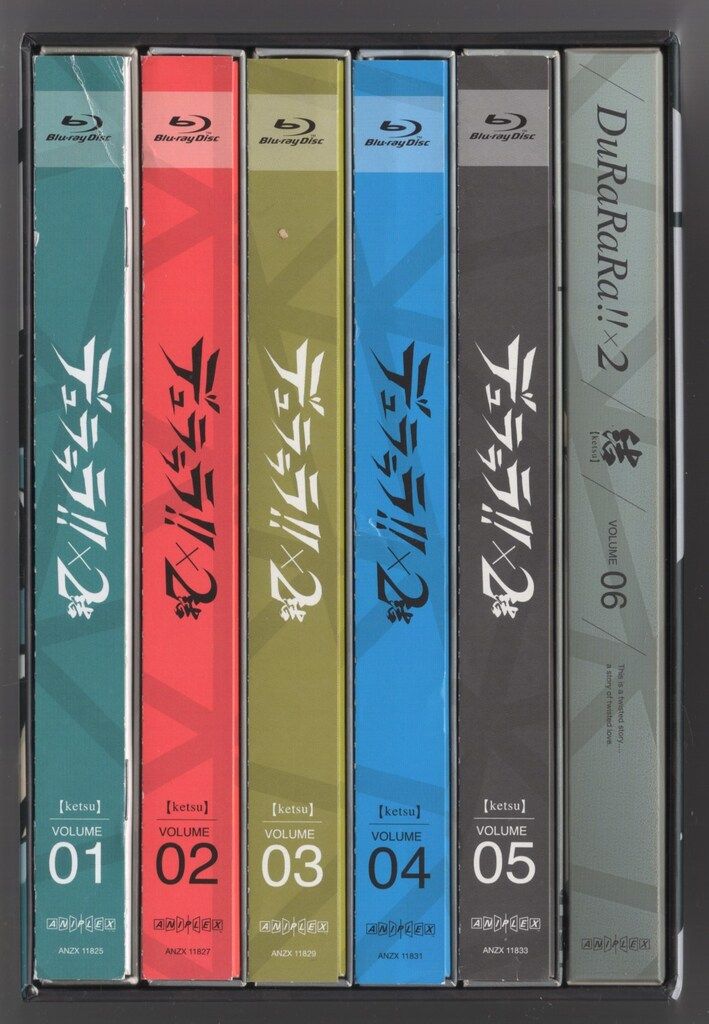 Blu-ray Disc
デュラララ!!×2結
【ketsu】
VOLUME
01
ANIPLEX
ANZX 11825
Blu-ray Disc
デュラララ!!×2結
【ketsu】
VOLUME
02
ANIPLEX
ANZX 11827
Blu-ray Disc
デュラララ!!×2結
【ketsu】
VOLUME
03
ANIPLEX
ANZX 11829
Blu-ray Disc
デュラララ!!×2結
【ketsu】
VOLUME
04
ANIPLEX
ANZX 11831
Blu-ray Disc
デュラララ!!×2結
【ketsu】
VOLUME
05
ANIPLEX
ANZX 11833
DuRaRaRa!!×2
結
【ketsu】
VOLUME 06
This is a twisted story....
a story of twisted love.
ANIPLEX